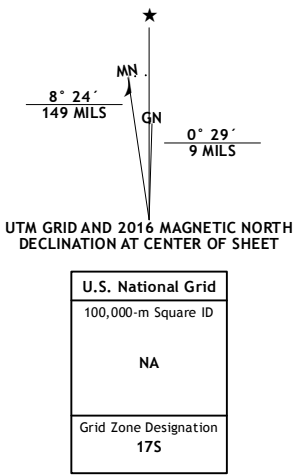 ★
MN
8° 24´
149 MILS
GN
0° 29´
9 MILS
UTM GRID AND 2016 MAGNETIC NORTH
DECLINATION AT CENTER OF SHEET
U.S. National Grid
100,000-m Square ID
NA
Grid Zone Designation
17S